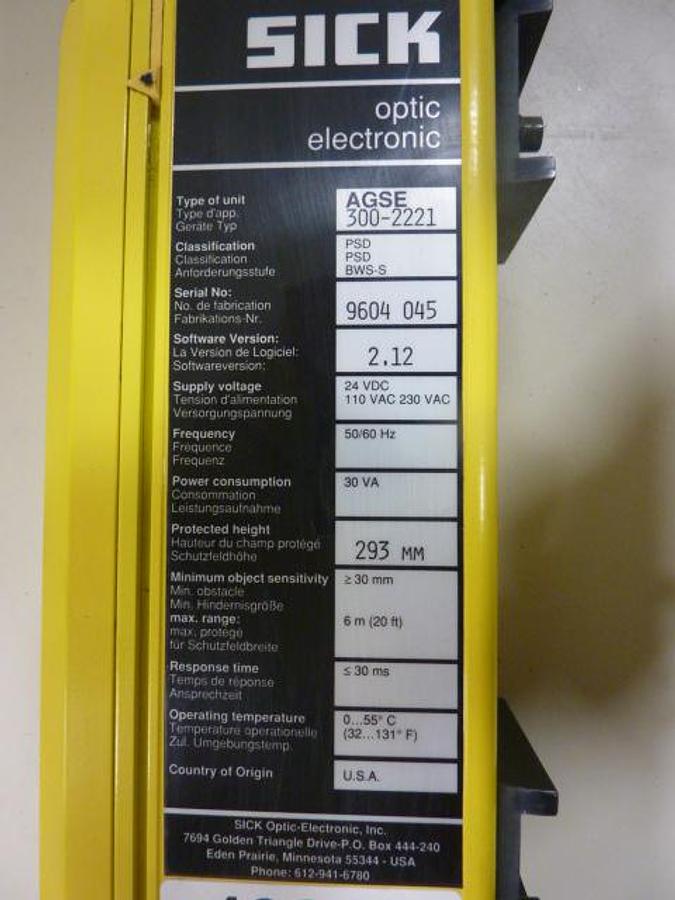 SICK
optic
electronic
Type of unit
Type d'app.
Geräte Typ
AGSE
300-2221
Classification
Classification
Anforderungsstufe
PSD
PSD
BWS-S
Serial No:
No. de fabrication
Fabrikations-Nr.
9604 045
Software Version:
La Version de Logiciel:
Softwareversion:
2.12
Supply voltage
Tension d'alimentation
Versorgungspannung
24 VDC
110 VAC 230 VAC
Frequency
Fréquence
Frequenz
50/60 Hz
Power consumption
Consommation
Leistungsaufnahme
30 VA
Protected height
Hauteur du champ protégé
Schutzfeldhöhe
293 MM
Minimum object sensitivity
Min. obstacle
Min. Hindernisgröße
≥ 30 mm
max. range:
max. protégé
für Schutzfeldbreite
6 m (20 ft)
Response time
Temps de réponse
Ansprechzeit
≤ 30 ms
Operating temperature
Température opérationelle
Zul. Umgebungstemp.
0...55° C
(32...131° F)
Country of Origin
U.S.A.
SICK Optic-Electronic, Inc.
7694 Golden Triangle Drive-P.O. Box 444-240
Eden Prairie, Minnesota 55344 - USA
Phone: 612-941-6780